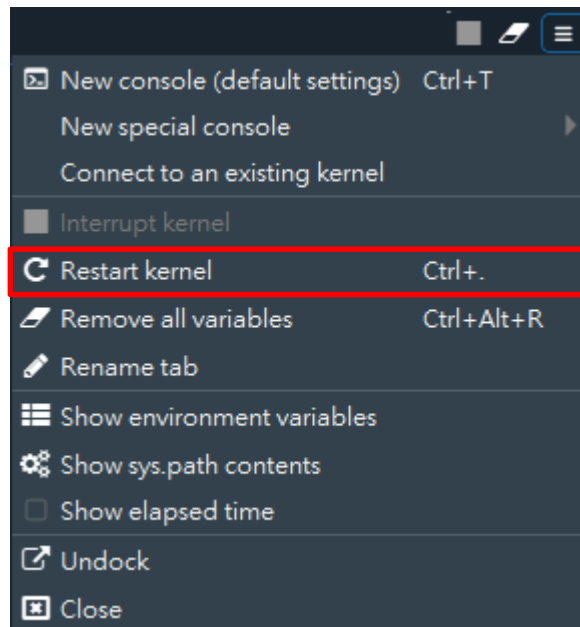 New console (default settings) Ctrl+T
New special console
Connect to an existing kernel
Interrupt kernel
Restart kernel Ctrl+.
Remove all variables Ctrl+Alt+R
Rename tab
Show environment variables
Show sys.path contents
Show elapsed time
Undock
Close